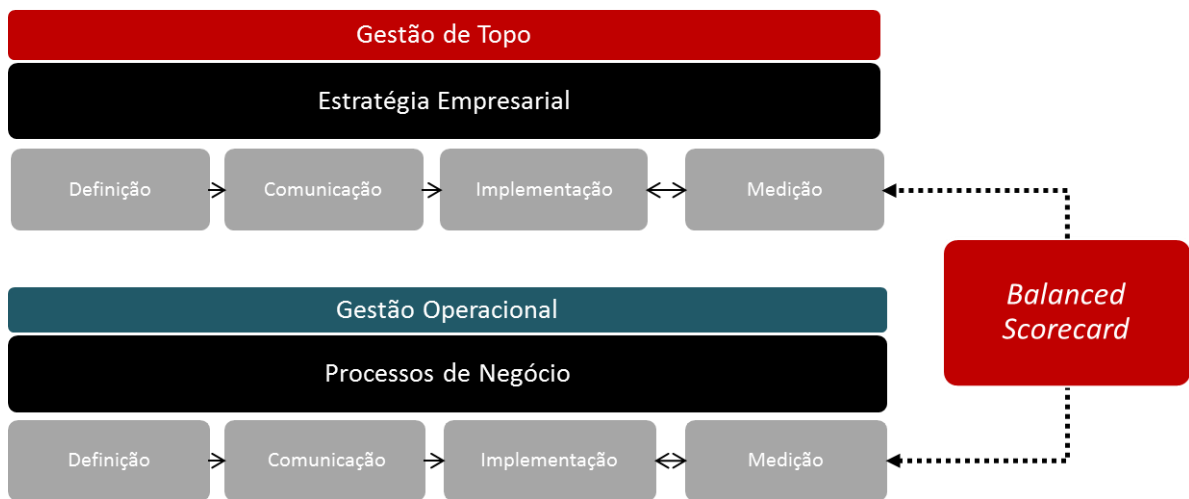 Gestão de Topo
Estratégia Empresarial
Definição
Comunicação
Implementação
Medição
Balanced
Scorecard
Gestão Operacional
Processos de Negócio
Definição
Comunicação
Implementação
Medição